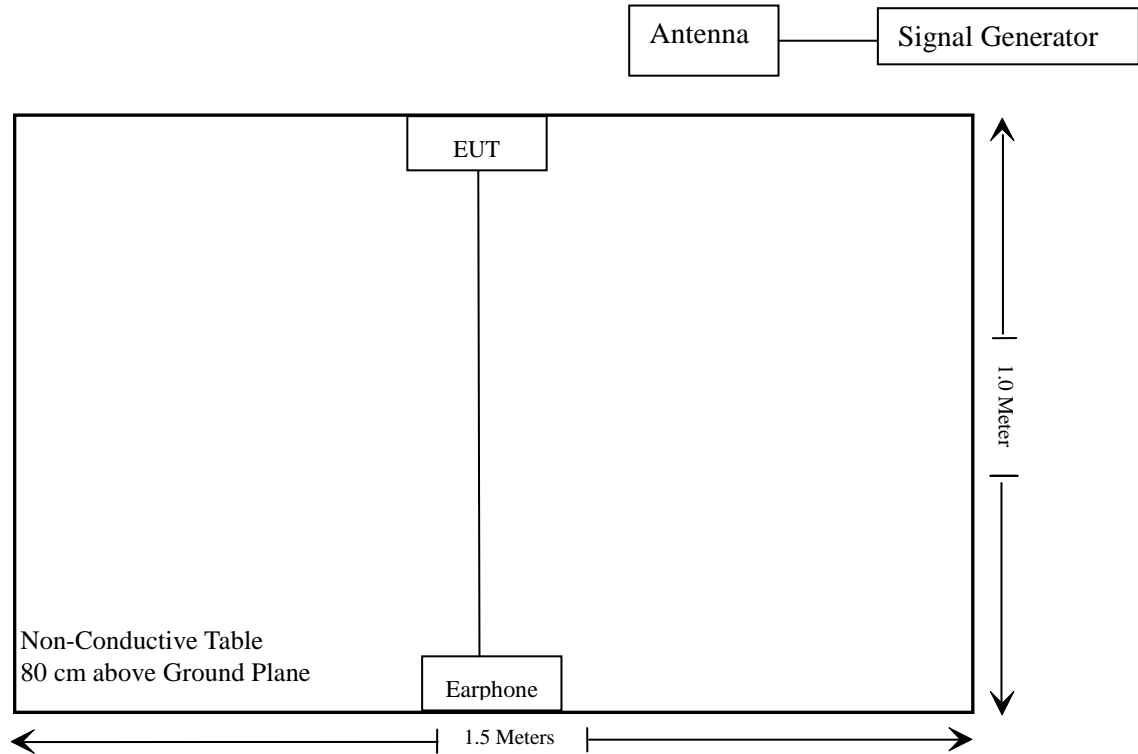 Antenna
Signal Generator
EUT
1.0 Meter
Non-Conductive Table
80 cm above Ground Plane
Earphone
1.5 Meters